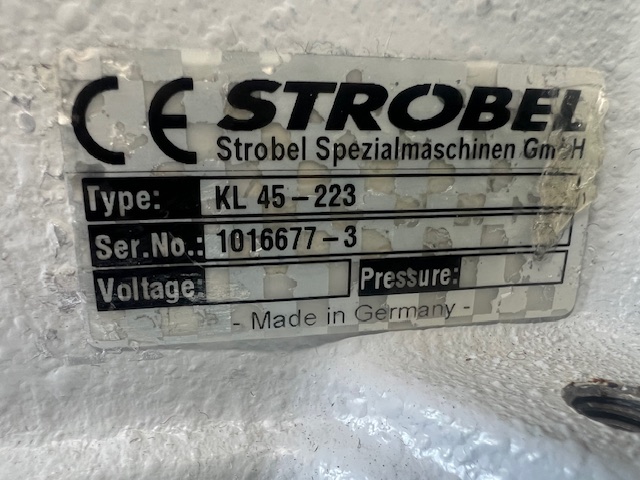 CE STROBEL
Strobel Spezialmaschinen GmbH
Type: KL 45-223
Ser.No.: 1016677-3
Voltage: Pressure:
- Made in Germany -